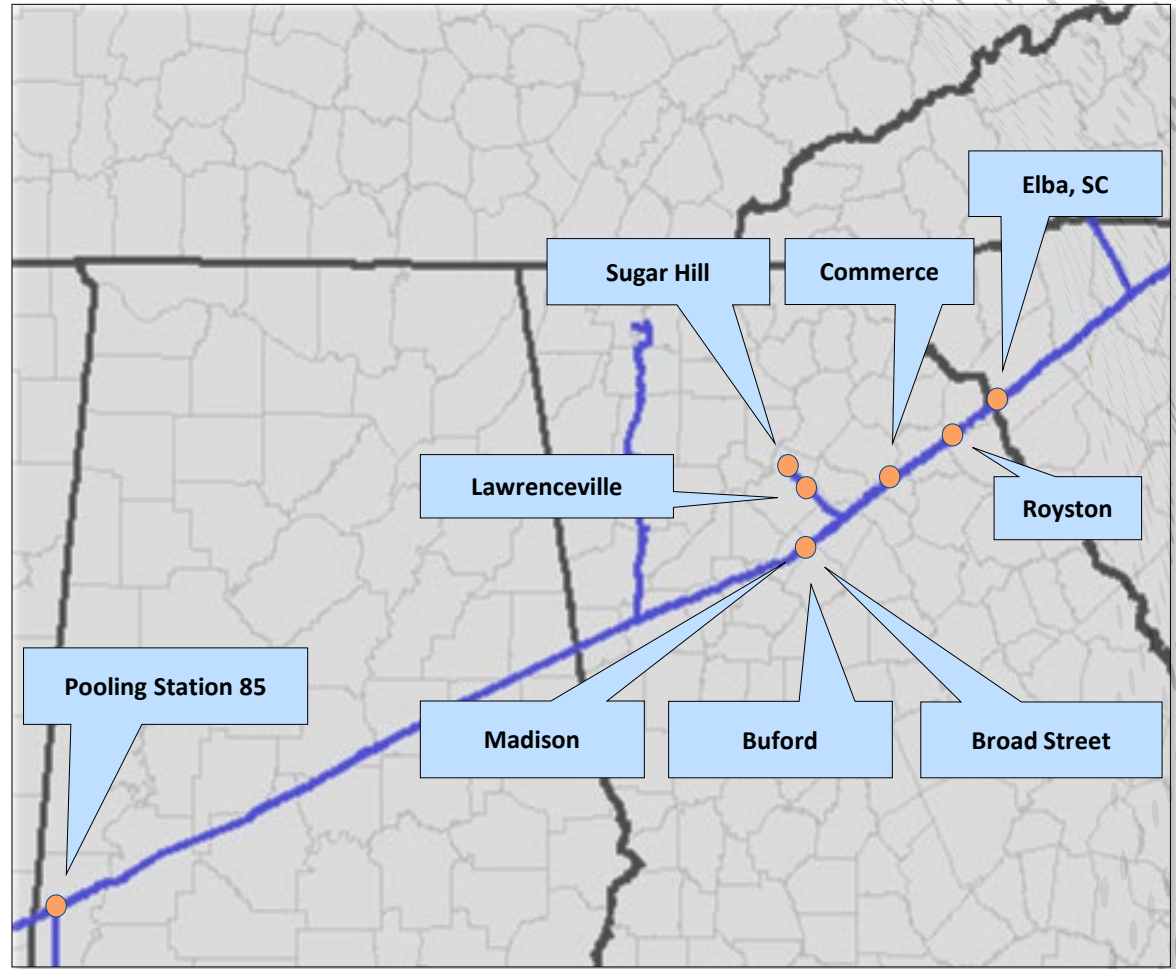 Elba, SC
Sugar Hill
Commerce
Lawrenceville
Royston
Pooling Station 85
Madison
Buford
Broad Street